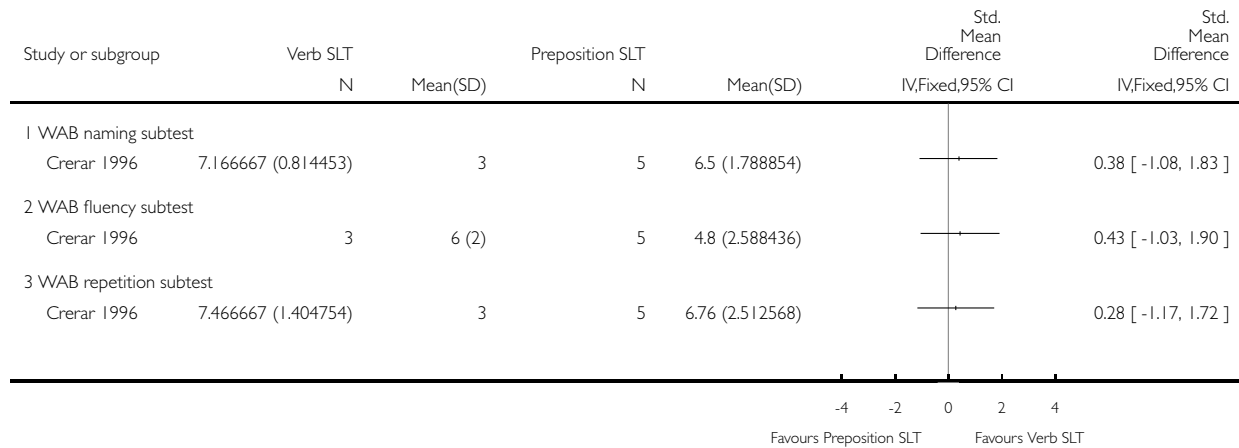 Std.
Mean
Difference
Std.
Mean
Difference
Study or subgroup Verb SLT Preposition SLT
N Mean(SD) N Mean(SD) IV,Fixed,95% CI IV,Fixed,95% CI
1 WAB naming subtest
Crerar 1996 7.166667 (0.814453) 3 5 6.5 (1.788854) 0.38 [ -1.08, 1.83 ]
2 WAB fluency subtest
Crerar 1996 3 6 (2) 5 4.8 (2.588436) 0.43 [ -1.03, 1.90 ]
3 WAB repetition subtest
Crerar 1996 7.466667 (1.404754) 3 5 6.76 (2.512568) 0.28 [ -1.17, 1.72 ]
-4 -2 0 2 4
Favours Preposition SLT Favours Verb SLT